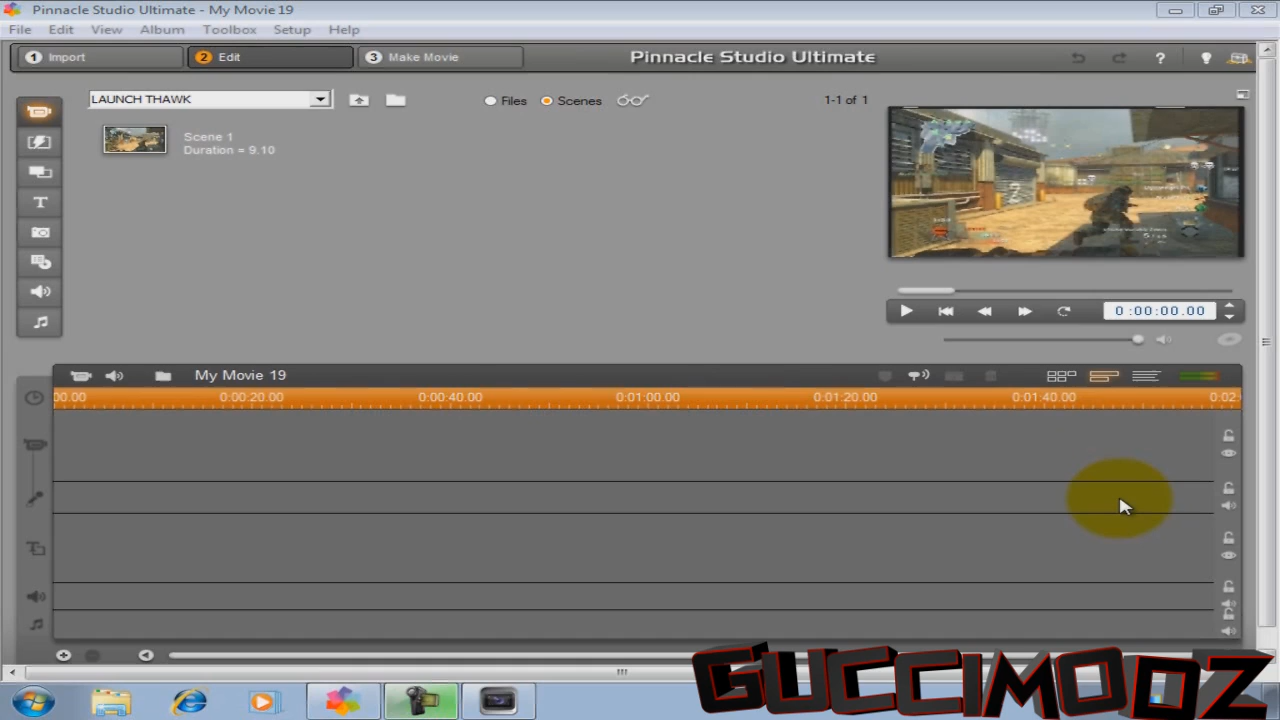 Pinnacle Studio Ultimate - My Movie 19
File Edit View Album Toolbox Setup Help
1 Import 2 Edit 3 Make Movie Pinnacle Studio Ultimate ?
LAUNCH THAWK Files Scenes 1-1 of 1
Scene 1
Duration = 9.10
T
0:00:00.00
My Movie 19
00.00 0:00:20.00 0:00:40.00 0:01:00.00 0:01:20.00 0:01:40.00 0:02:
GUCCIMOOZ